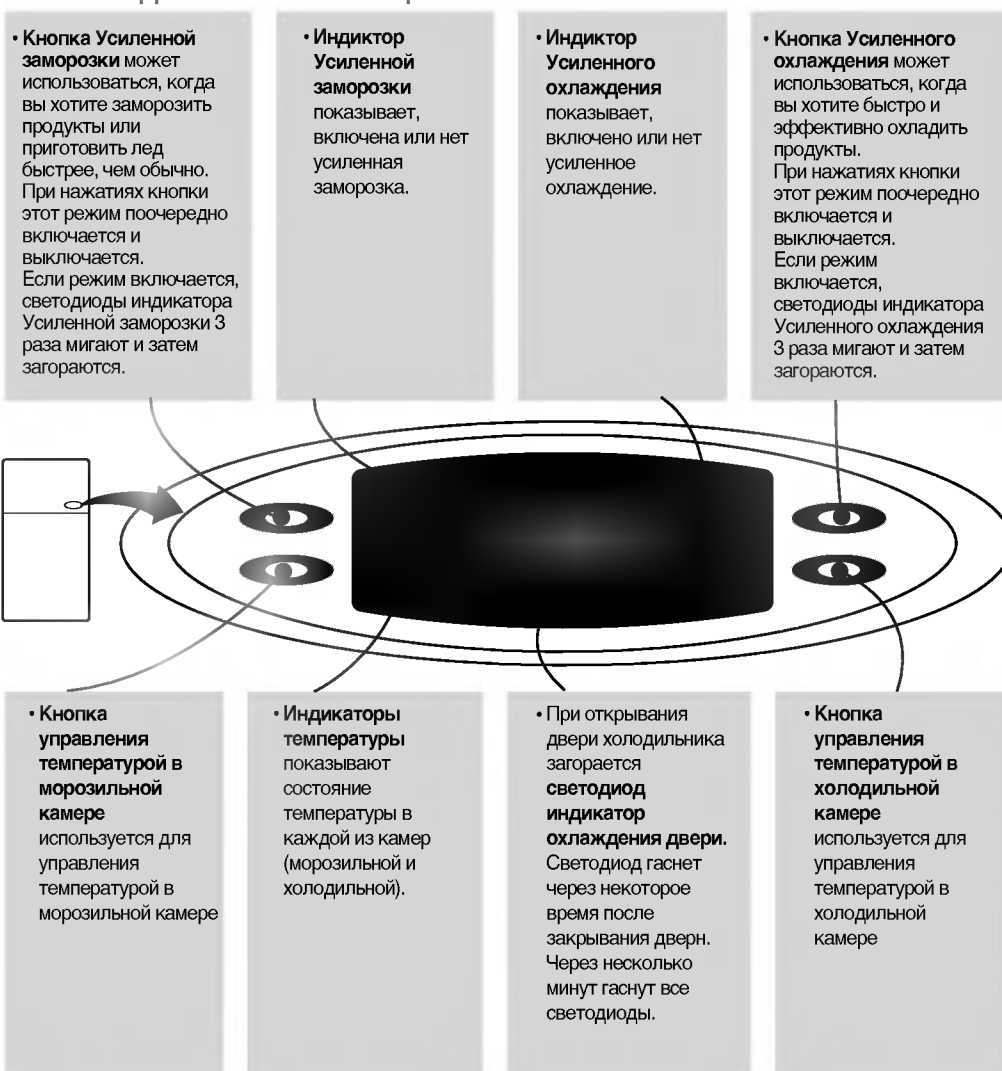 • Кнопка Усиленной
заморозки может
использоваться, когда
вы хотите заморозить
продукты или
приготовить лед
быстрее, чем обычно.
При нажатиях кнопки
этот режим поочередно
включается и
выключается.
Если режим включается,
светодиоды индикатора
Усиленной заморозки 3
раза мигают и затем
загораются.
• Индиктор
Усиленной
заморозки
показывает,
включена или нет
усиленная
заморозка.
• Индиктор
Усиленного
охлаждения
показывает,
включено или нет
усиленное
охлаждение.
• Кнопка Усиленного
охлаждения может
использоваться, когда
вы хотите быстро и
эффективно охладить
продукты.
При нажатиях кнопки
этот режим поочередно
включается и
выключается.
Если режим
включается,
светодиоды индикатора
Усиленного охлаждения
3 раза мигают и затем
загораются.
• Кнопка
управления
температурой в
морозильной
камере
используется для
управления
температурой в
морозильной камере
• Индикаторы
температуры
показывают
состояние
температуры в
каждой из камер
(морозильной и
холодильной).
• При открывания
двери холодильника
загорается
светодиод
индикатор
охлаждения двери.
Светодиод гаснет
через некоторое
время после
закрывания дверн.
Через несколько
минут гаснут все
светодиоды.
• Кнопка
управления
температурой в
холодильной
камере
используется для
управления
температурой в
холодильной
камере